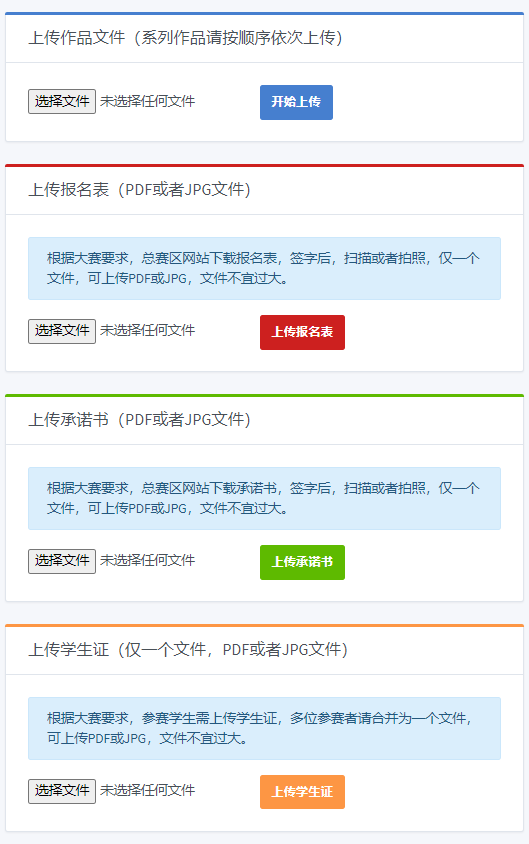 上传作品文件（系列作品请按顺序依次上传）
选择文件 未选择任何文件 开始上传
上传报名表（PDF或者JPG文件）
根据大赛要求，总赛区网站下载报名表，签字后，扫描或者拍照，仅一个
文件，可上传PDF或JPG，文件不宜过大。
选择文件 未选择任何文件 上传报名表
上传承诺书（PDF或者JPG文件）
根据大赛要求，总赛区网站下载承诺书，签字后，扫描或者拍照，仅一个
文件，可上传PDF或JPG，文件不宜过大。
选择文件 未选择任何文件 上传承诺书
上传学生证（仅一个文件，PDF或者JPG文件）
根据大赛要求，参赛学生需上传学生证，多位参赛者请合并为一个文件，
可上传PDF或JPG，文件不宜过大。
选择文件 未选择任何文件 上传学生证